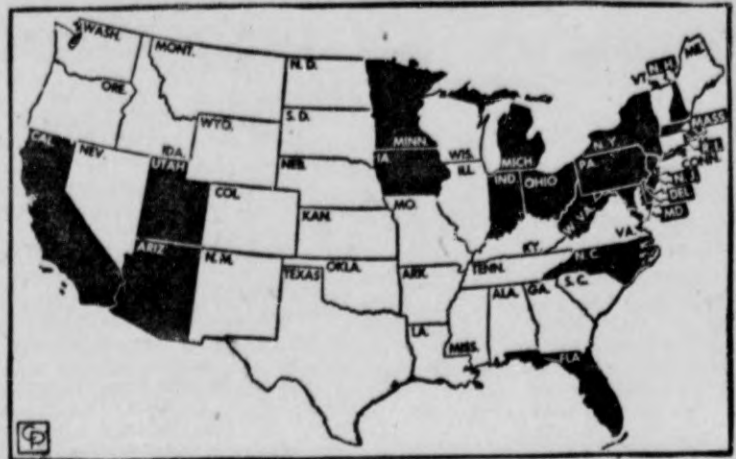 WASH.
MONT.
N. D.
ME.
VT.
N. H.
ORE.
IDA.
WYO.
S. D.
MINN.
WIS.
MICH.
N. Y.
MASS.
R.I.
CONN.
CAL.
NEV.
UTAH
COL.
NEB.
IA.
ILL.
IND.
OHIO
PA.
N. J.
DEL.
MD.
W. VA.
VA.
KAN.
MO.
KY.
N. C.
ARIZ.
N. M.
TEXAS
OKLA.
ARK.
TENN.
S. C.
LA.
MISS.
ALA.
GA.
FLA.
CP